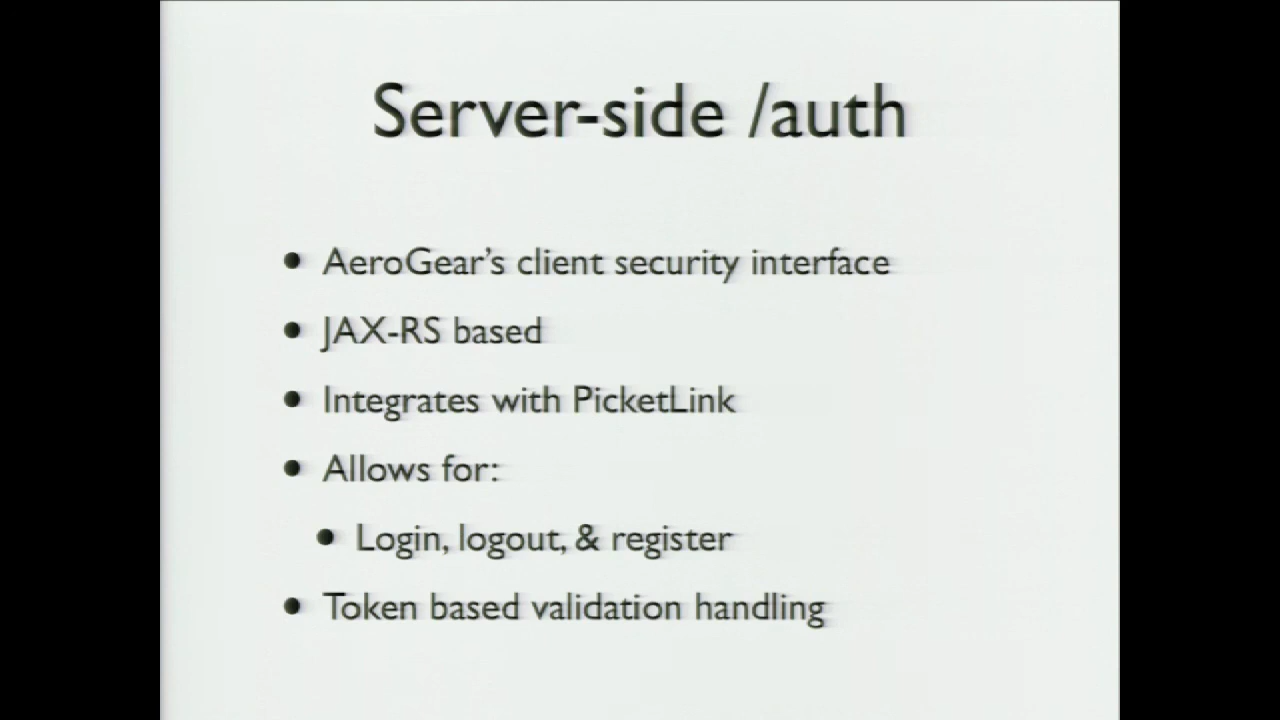 Server-side /auth
• AeroGear's client security interface
• JAX-RS based
• Integrates with PicketLink
• Allows for:
• Login, logout, & register
• Token based validation handling